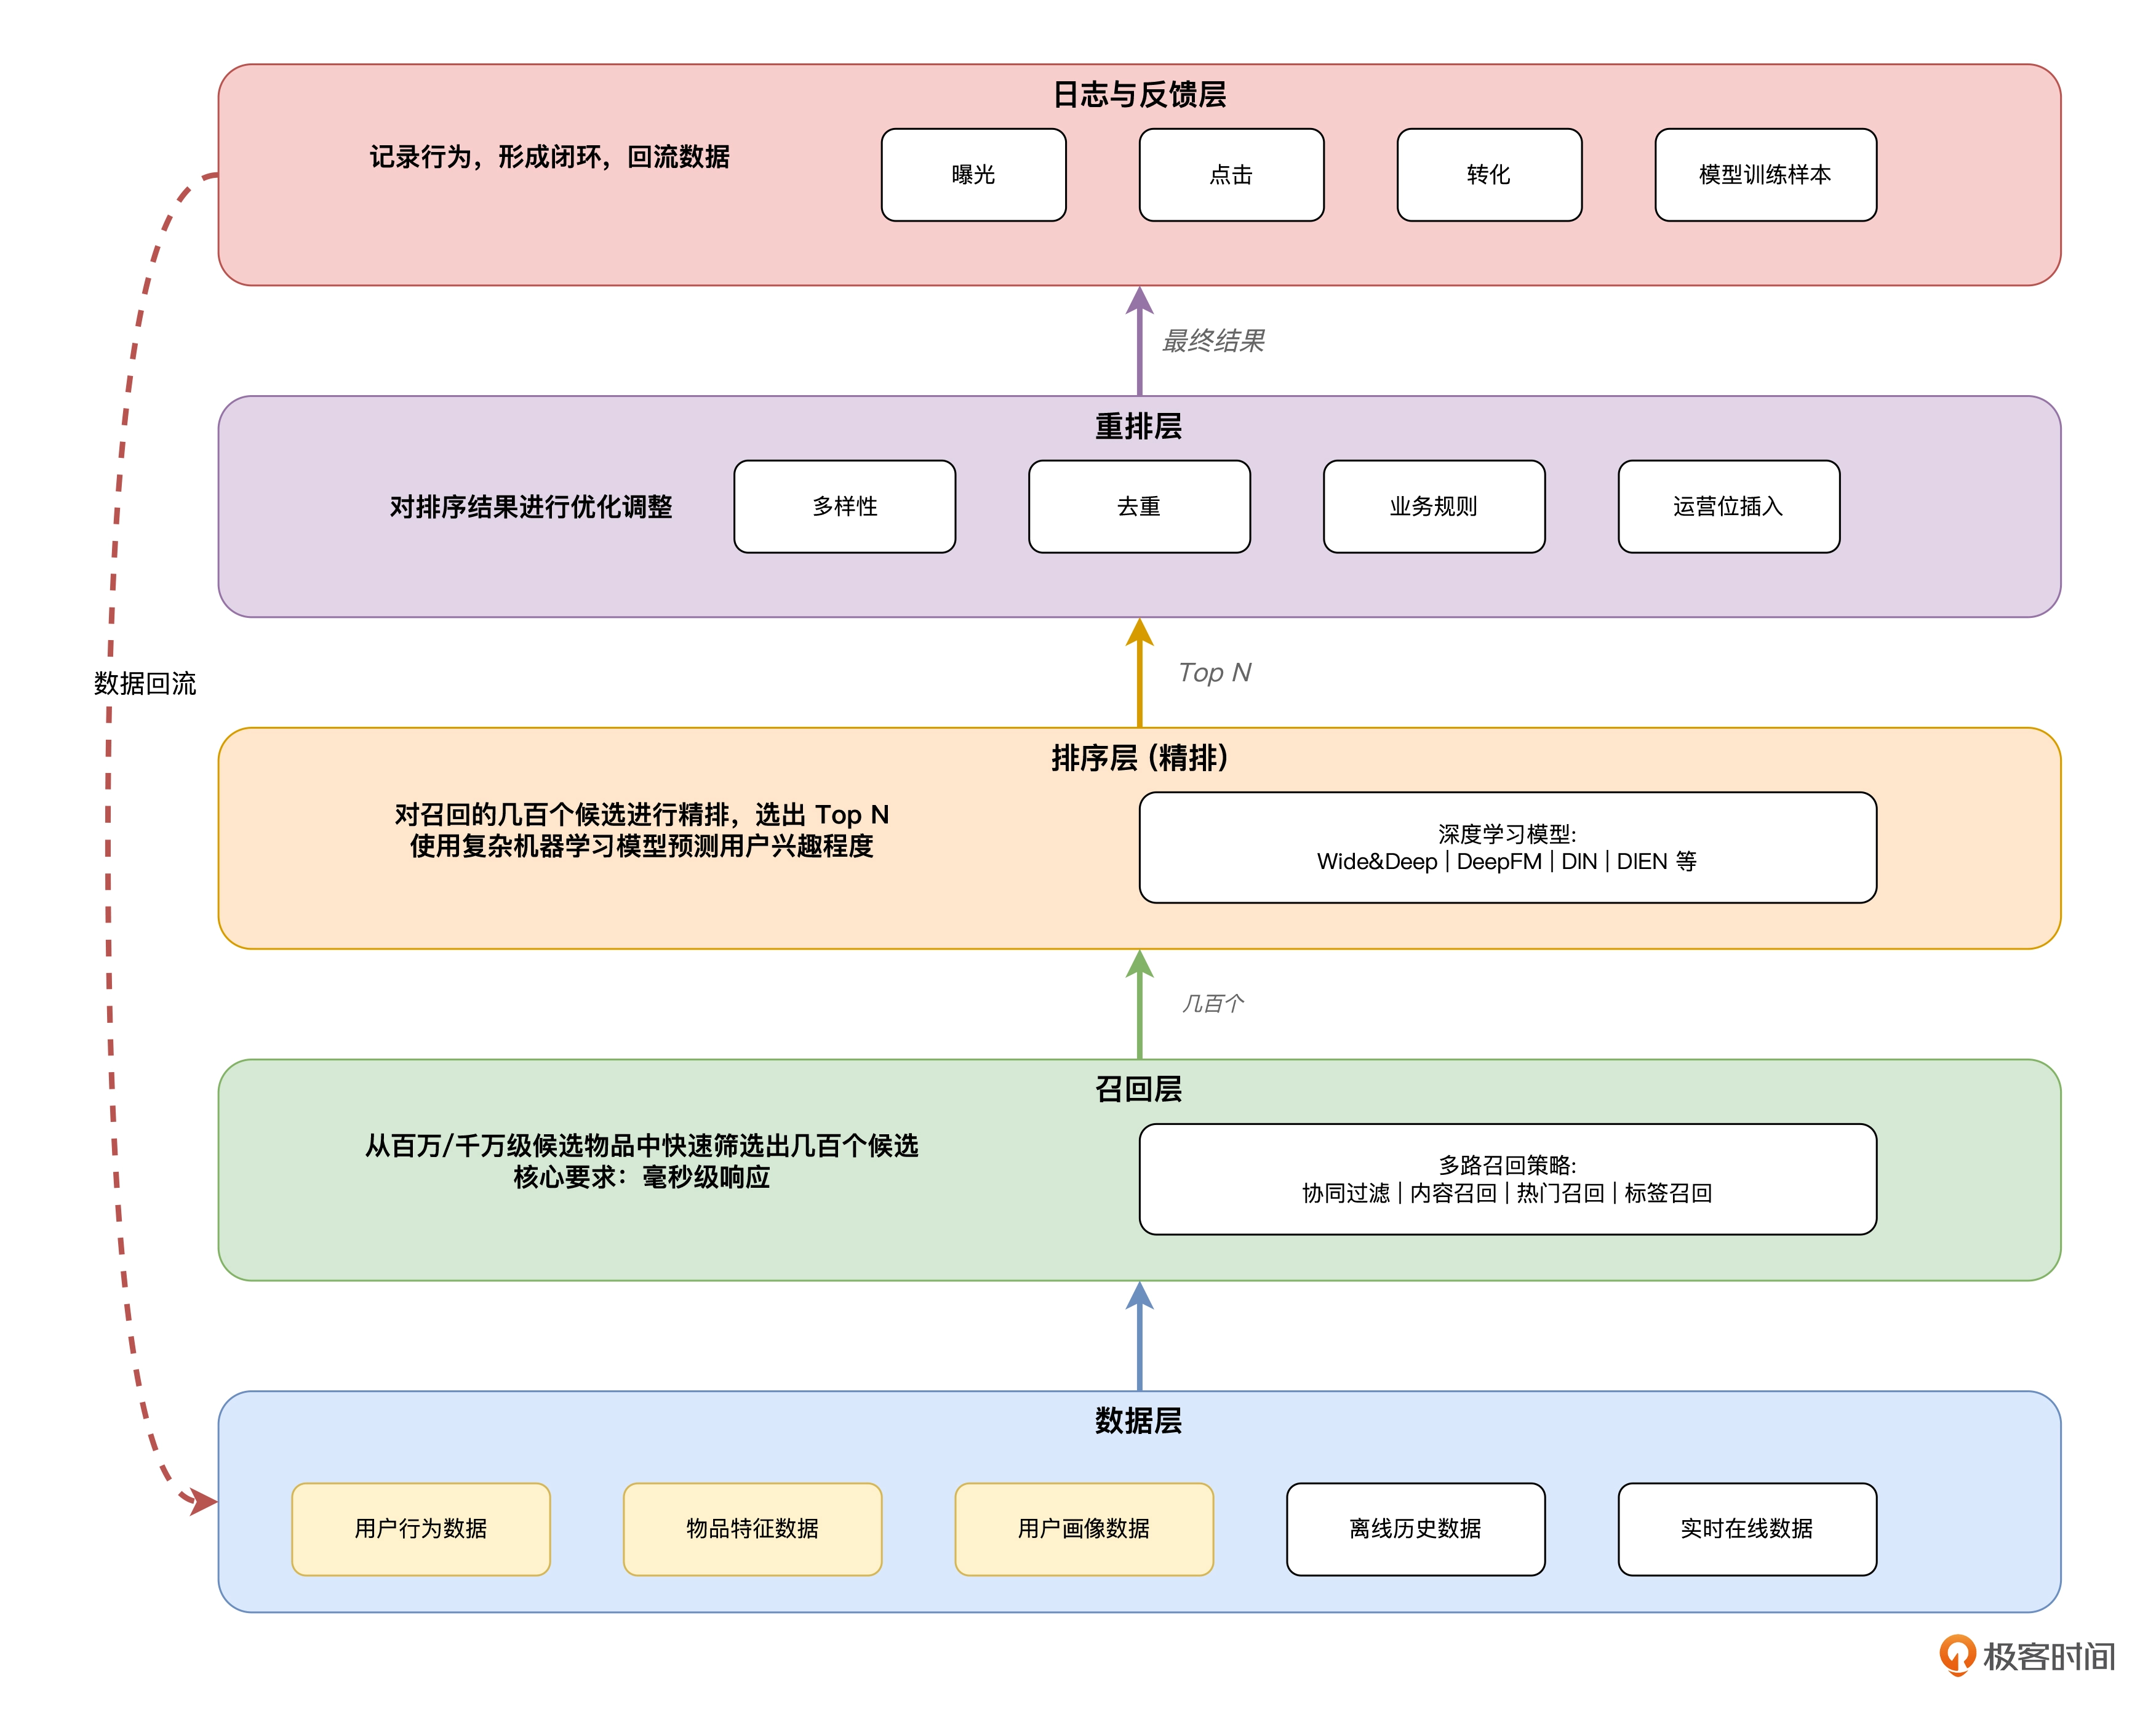 日志与反馈层
记录行为，形成闭环，回流数据
曝光
点击
转化
模型训练样本
最终结果
重排层
对排序结果进行优化调整
多样性
去重
业务规则
运营位插入
Top N
数据回流
排序层 (精排)
对召回的几百个候选进行精排，选出 Top N
使用复杂机器学习模型预测用户兴趣程度
深度学习模型:
Wide&Deep | DeepFM | DIN | DIEN 等
几百个
召回层
从百万/千万级候选物品中快速筛选出几百个候选
核心要求：毫秒级响应
多路召回策略:
协同过滤 | 内容召回 | 热门召回 | 标签召回
数据层
用户行为数据
物品特征数据
用户画像数据
离线历史数据
实时在线数据
极客时间